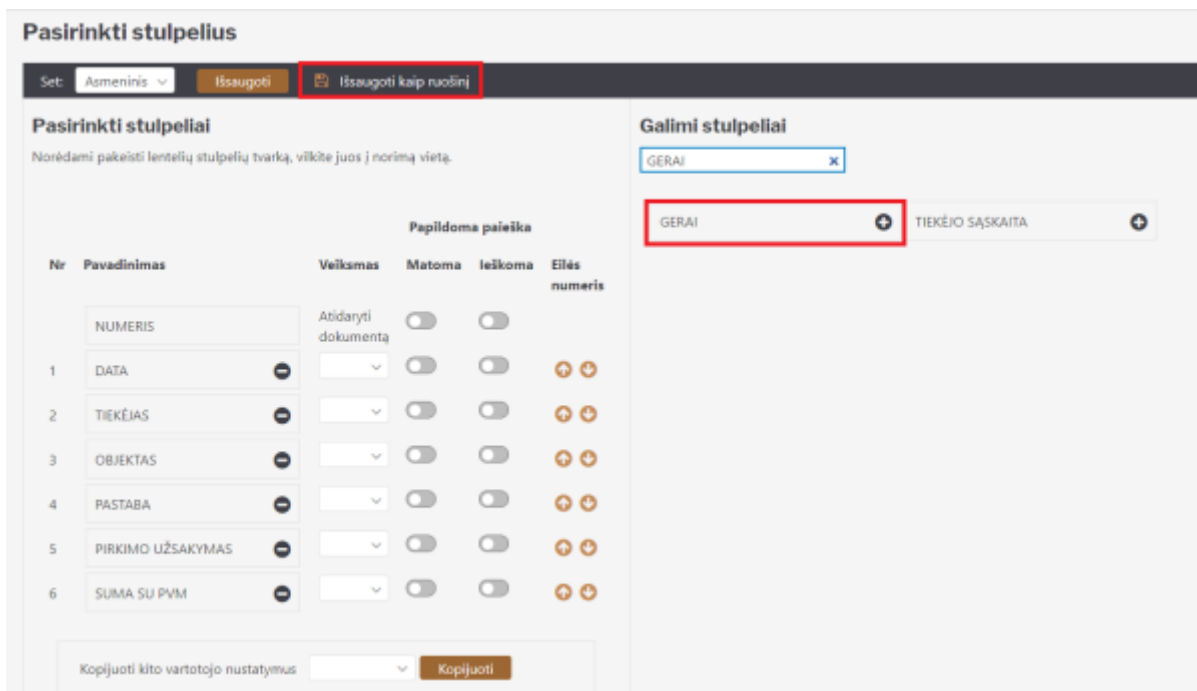 Pasirinkti stulpelius
Set: Asmeninis Išsaugoti Išsaugoti kaip ruošinį
Pasirinkti stulpeliai
Norėdami pakeisti lentelių stulpelių tvarką, vilkite juos į norimą vietą.
Papildoma paieška
Nr Pavadinimas Veiksmas Matoma Ieškoma Eilės numeris
NUMERIS Atidaryti dokumentą
1 DATA
2 TIEKĖJAS
3 OBJEKTAS
4 PASTABA
5 PIRKIMO UŽSAKYMAS
6 SUMA SU PVM
Kopijuoti kito vartotojo nustatymus Kopijuoti
Galimi stulpeliai
GERAI
GERAI TIEKĖJO SĄSKAITA